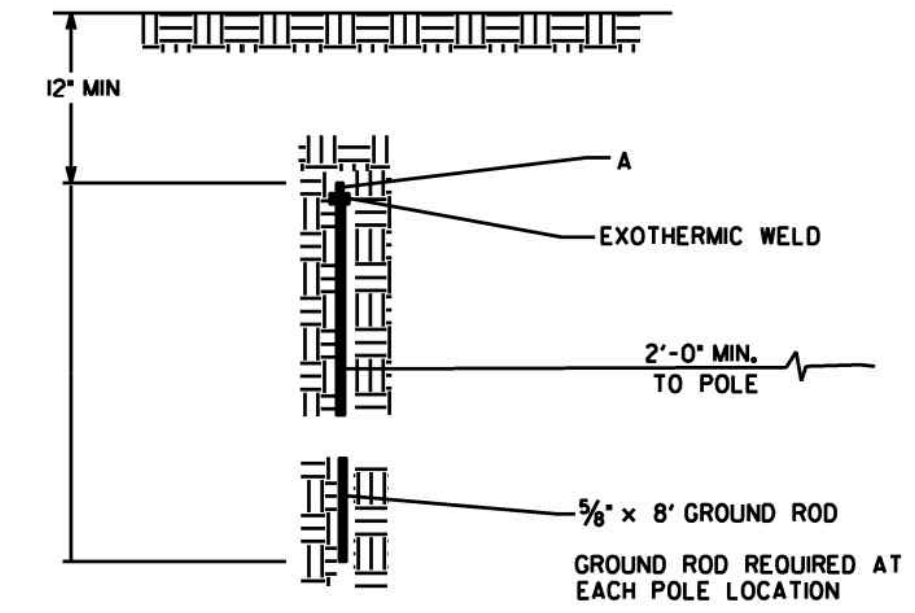 12" MIN
A
EXOTHERMIC WELD
2'-0" MIN.
TO POLE
5/8" x 8' GROUND ROD
GROUND ROD REQUIRED AT
EACH POLE LOCATION